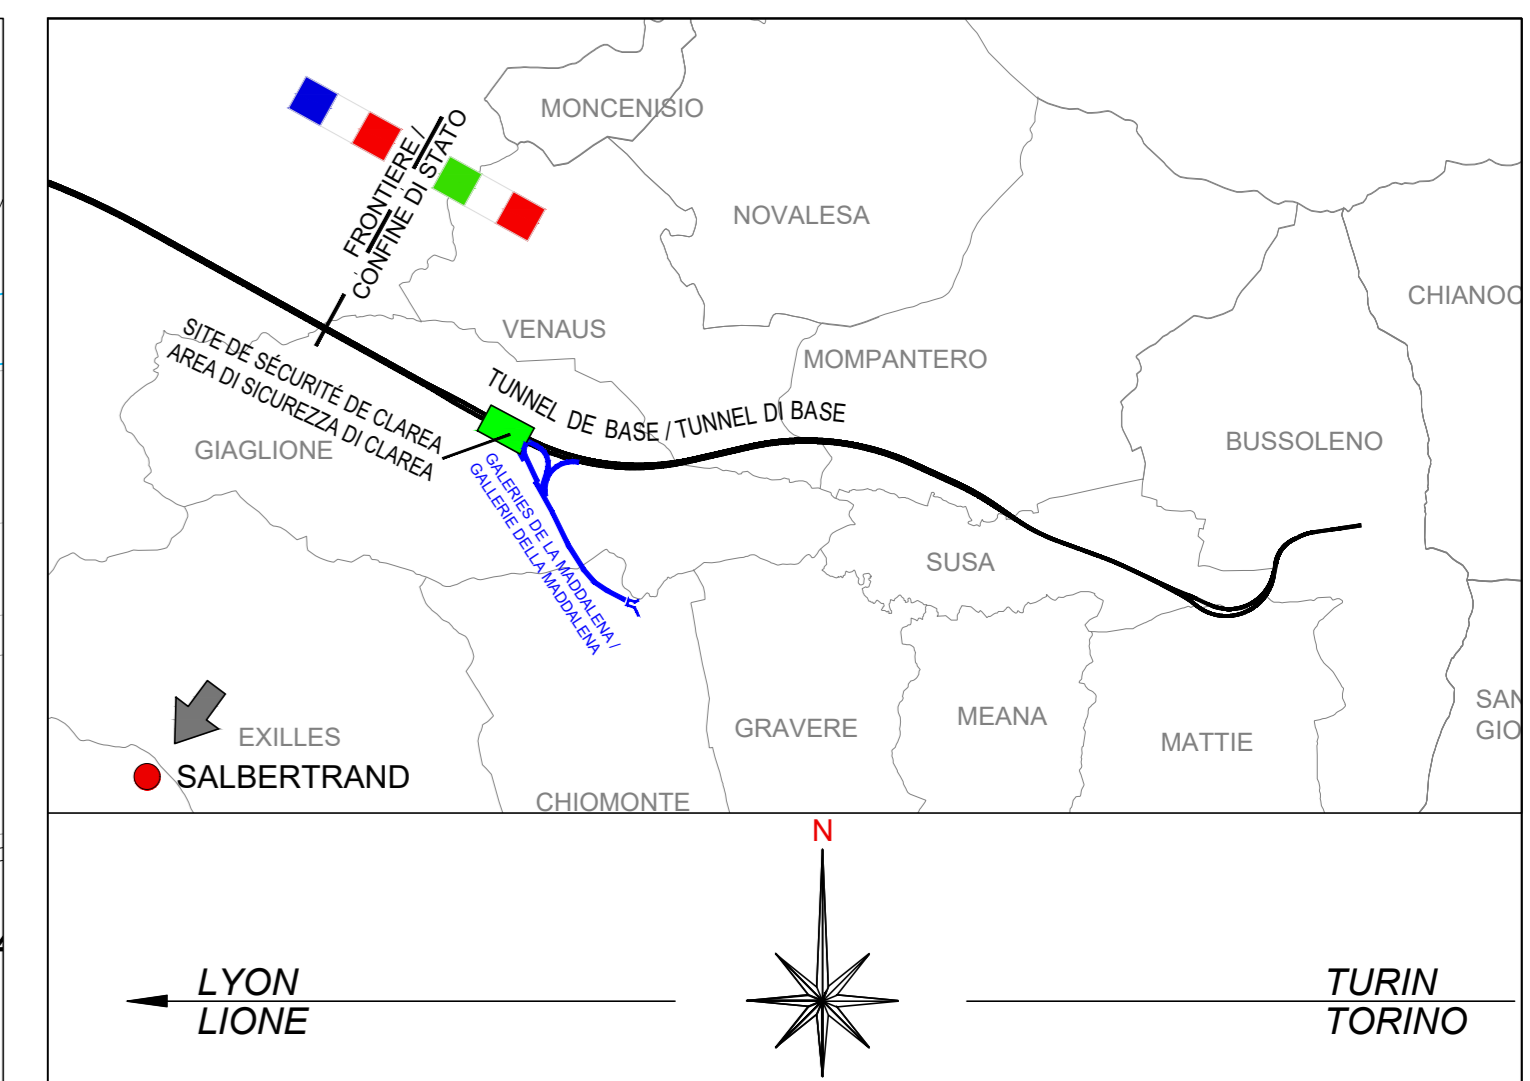 MONCENISIO
FRONTIERE /
CONFINE DI STATO
NOVALESA
CHIANOC
VENAUS
MOMPANTERO
SITE DE SÉCURITÉ DE CLAREA
AREA DI SICUREZZA DI CLAREA
TUNNEL DE BASE / TUNNEL DI BASE
GIAGLIONE
BUSSOLENO
GALERIES DE LA MADDALENA /
GALLERIE DELLA MADDALENA
SUSA
EXILLES
SALBERTRAND
GRAVERE
MEANA
MATTIE
SAN
GIO
CHIOMONTE
N
LYON
LIONE
TURIN
TORINO